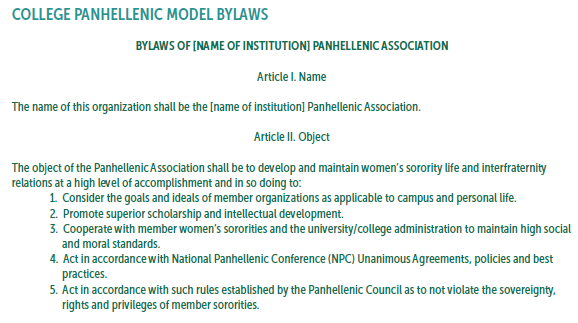 COLLEGE PANHELLENIC MODEL BYLAWS
BYLAWS OF [NAME OF INSTITUTION] PANHELLENIC ASSOCIATION
Article I. Name
The name of this organization shall be the [name of institution] Panhellenic Association.
Article II. Object
The object of the Panhellenic Association shall be to develop and maintain women's sorority life and interfraternity
relations at a high level of accomplishment and in so doing to:
1. Consider the goals and ideals of member organizations as applicable to campus and personal life.
2. Promote superior scholarship and intellectual development.
3. Cooperate with member women's sororities and the university/college administration to maintain high social
and moral standards.
4. Act in accordance with National Panhellenic Conference (NPC) Unanimous Agreements, policies and best
practices.
5. Act in accordance with such rules established by the Panhellenic Council as to not violate the sovereignty,
rights and privileges of member sororities.